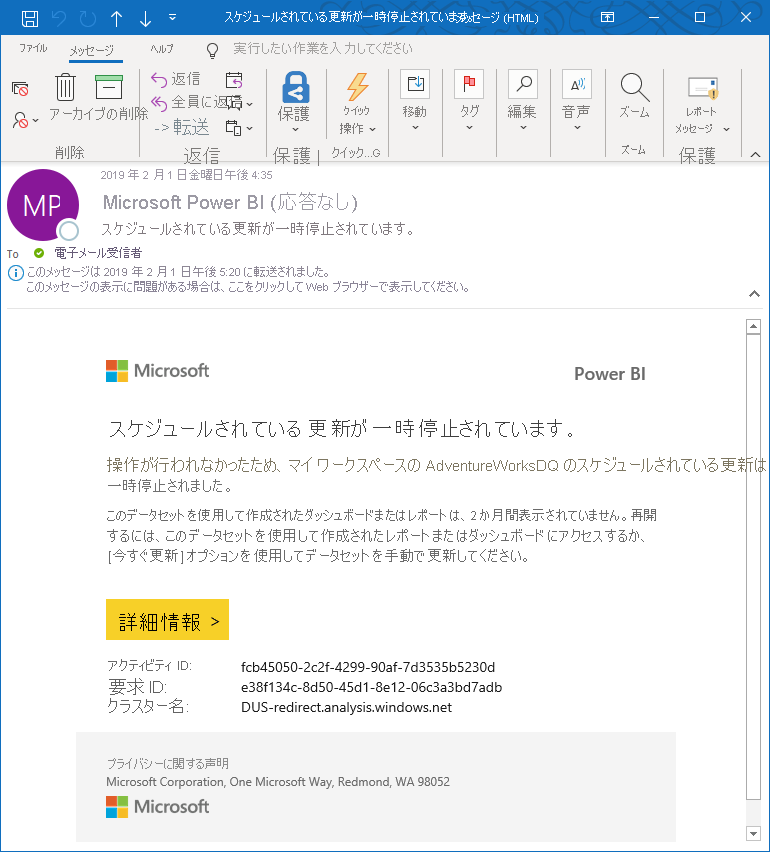 スケジュールされている更新が一時停止されています。
メッセージ (HTML)
ファイル メッセージ ヘルプ 実行したい作業を入力してください
アーカイブの削除
削除
返信
全員に返信
->転送
返信
保護
保護
クイック
操作
クイック...G
移動
タグ
編集
音声
ズーム
ズーム
レポート
メッセージ
保護
MP
2019 年 2 月 1 日金曜日午後 4:35
Microsoft Power BI (応答なし)
スケジュールされている更新が一時停止されています。
To 電子メール受信者
このメッセージは 2019 年 2 月 1 日午後 5:20 に転送されました。
このメッセージの表示に問題がある場合は、ここをクリックして Web ブラウザーで表示してください。
Microsoft
Power BI
スケジュールされている 更新が 一時停止されています。
操作が行われなかったため、マイ ワークスペースの AdventureWorksDQ のスケジュールされている更新は
一時停止されました。
このデータセットを使用して作成されたダッシュボードまたはレポートは、2 か月間表示されていません。再開
するには、このデータセットを使用して作成されたレポートまたはダッシュボードにアクセスするか、
[今すぐ更新] オプションを使用してデータセットを手動で更新してください。
詳細情報 >
アクティビティ ID: fcb45050-2c2f-4299-90af-7d3535b5230d
要求 ID: e38f134c-8d50-45d1-8e12-06c3a3bd7adb
クラスター名: DUS-redirect.analysis.windows.net
プライバシーに関する声明
Microsoft Corporation, One Microsoft Way, Redmond, WA 98052
Microsoft